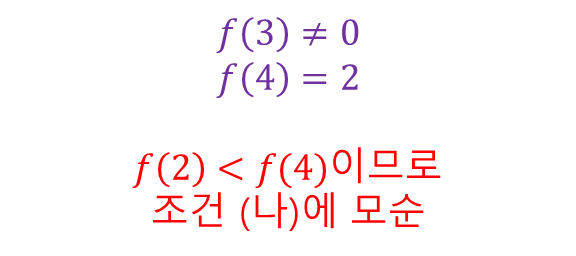 f(3) ≠ 0
f(4) = 2
f(2) < f(4)이므로
조건 (나)에 모순